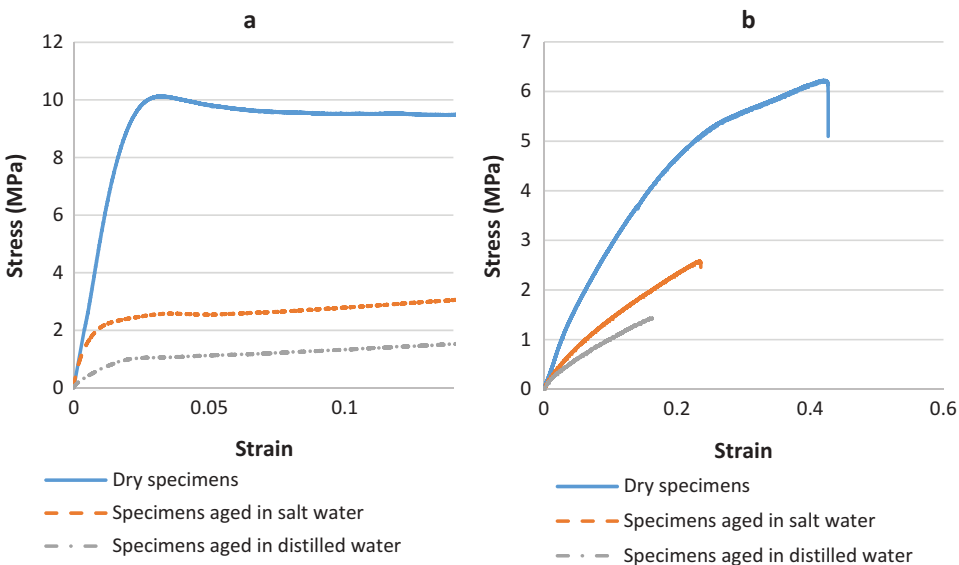 a
12
10
8
6
4
2
0
0
0.05
0.1
Stress (MPa)
Strain
Dry specimens
Specimens aged in salt water
Specimens aged in distilled water
b
7
6
5
4
3
2
1
0
0
0.2
0.4
0.6
Stress (MPa)
Strain
Dry specimens
Specimens aged in salt water
Specimens aged in distilled water